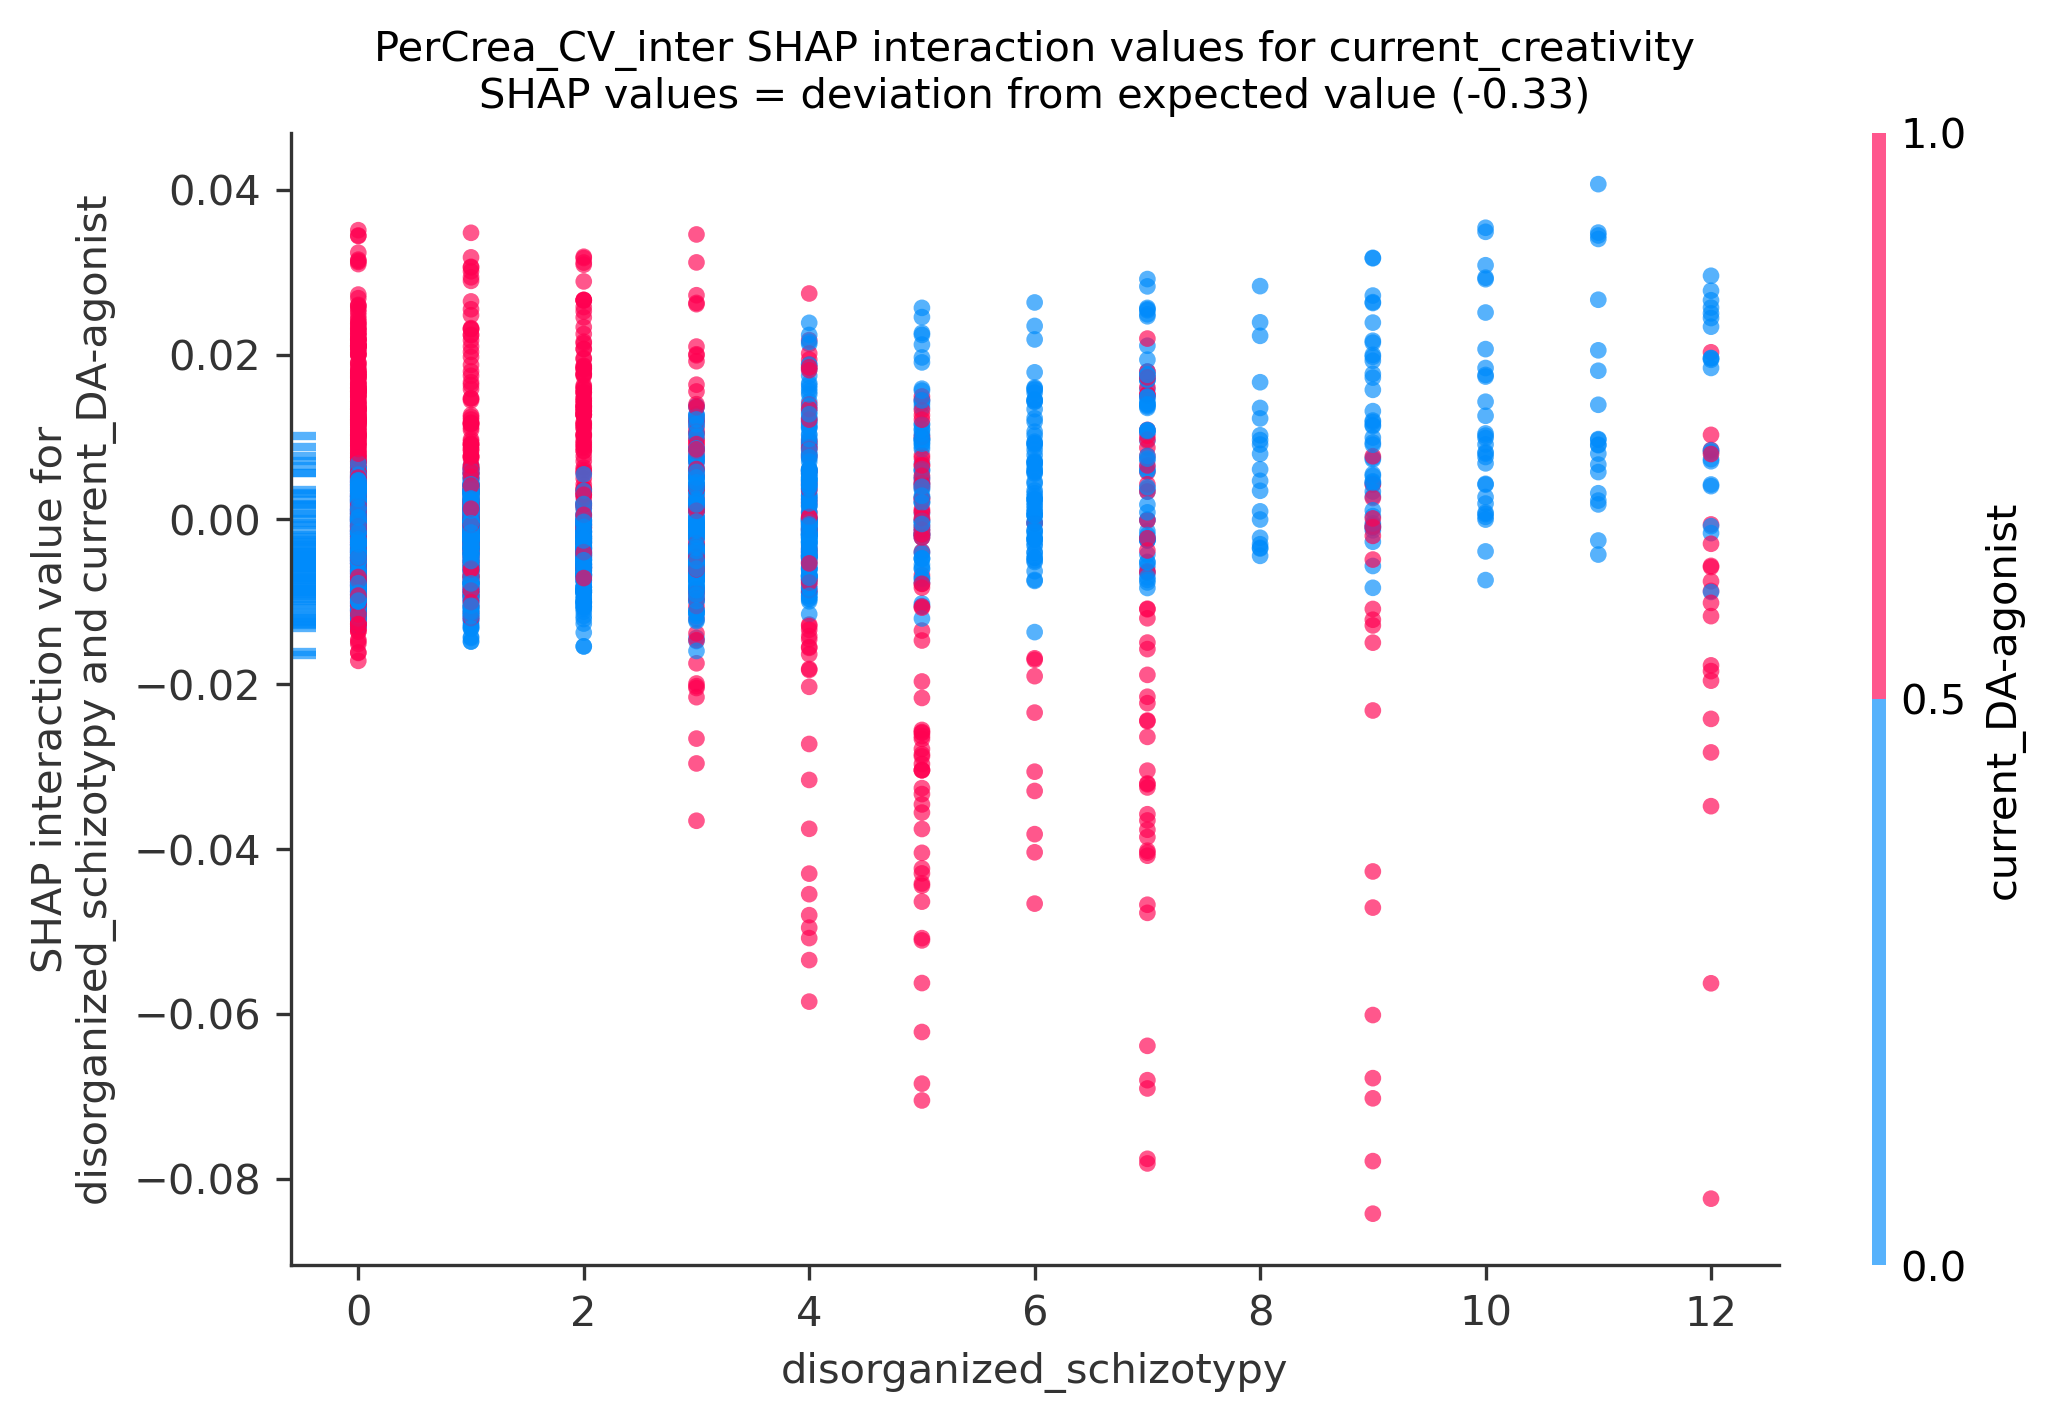 PerCrea_CV_inter SHAP interaction values for current_creativity
SHAP values = deviation from expected value (-0.33)
SHAP interaction value for
disorganized_schizotypy and current_DA-agonist
0.04
0.02
0.00
−0.02
−0.04
−0.06
−0.08
0
2
4
6
8
10
12
disorganized_schizotypy
1.0
0.5
0.0
current_DA-agonist